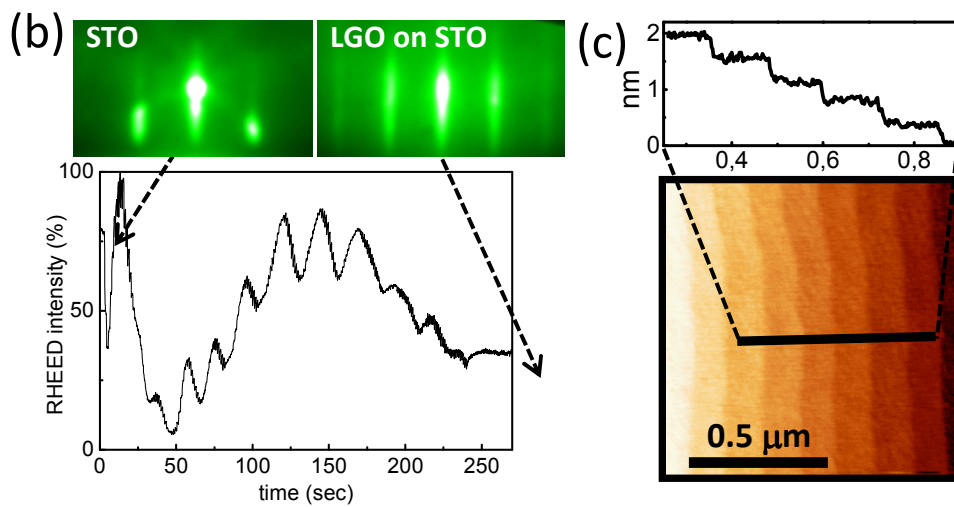 (b)
STO
LGO on STO
100
50
0
RHEED intensity (%)
0 50 100 150 200 250
time (sec)
(c)
2
1
0
nm
0,4 0,6 0,8
0.5 μm